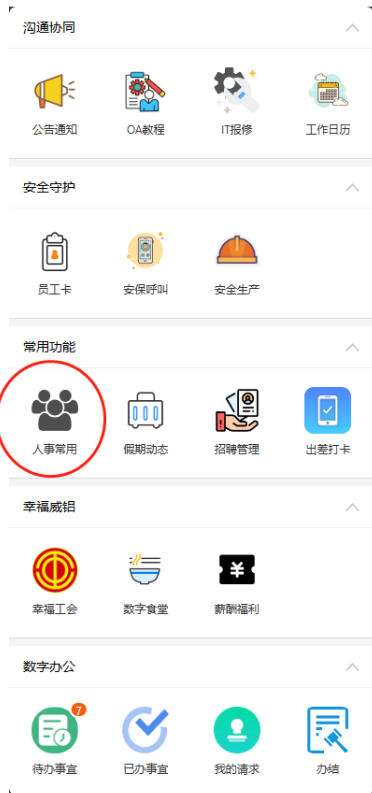 沟通协同
公告通知 OA教程 IT报修 工作日历
安全守护
员工卡 安保呼叫 安全生产
常用功能
人事常用 假期动态 招聘管理 出差打卡
幸福威铝
幸福工会 数字食堂 薪酬福利
数字办公
7
待办事宜 已办事宜 我的请求 办结